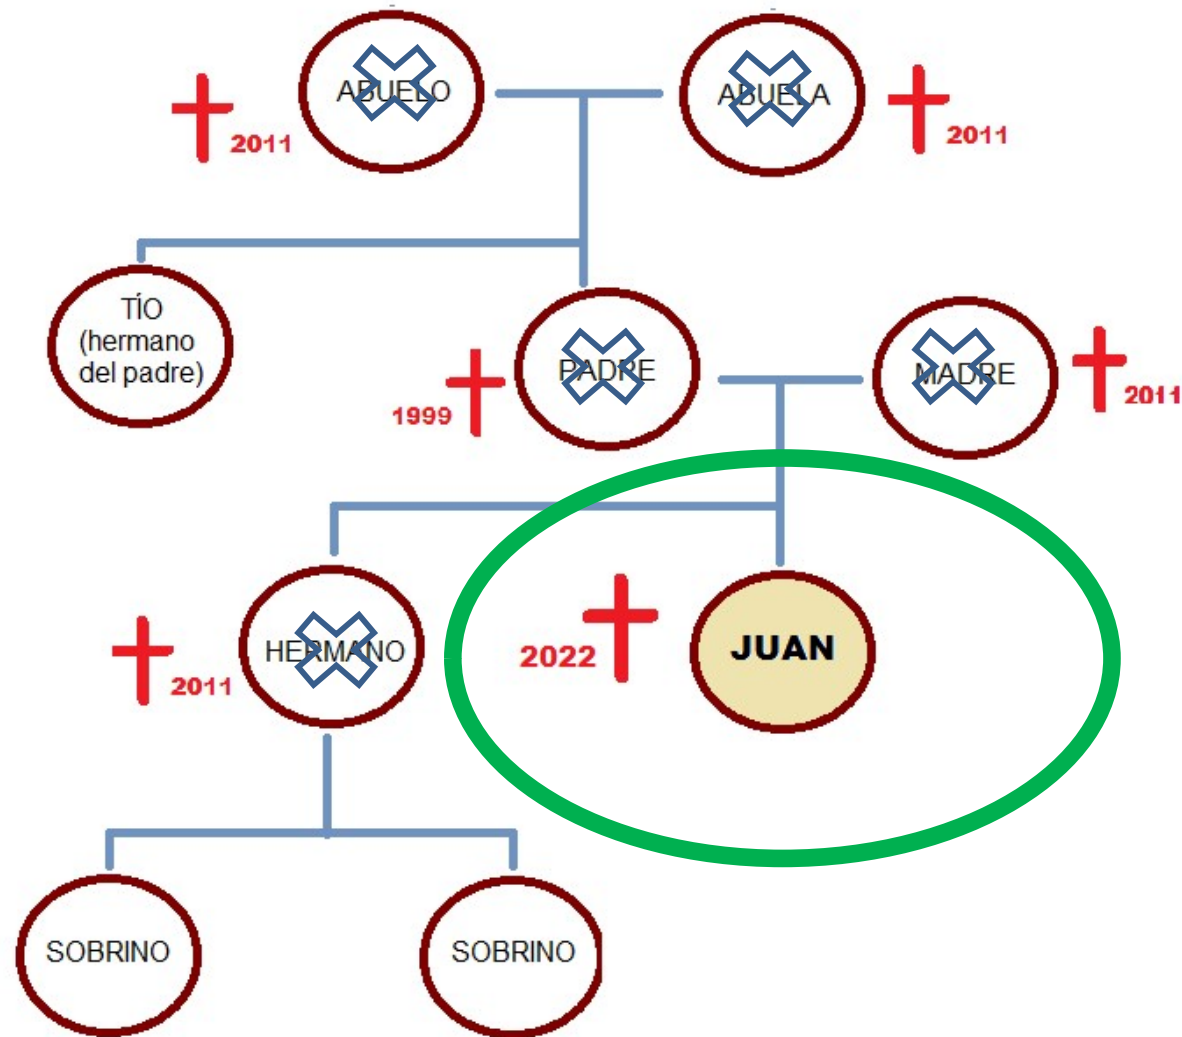 ABUELO
ABUELA
2011
2011
TÍO
(hermano
del padre)
PADRE
MADRE
1999
2011
HERMANO
JUAN
2022
2011
SOBRINO
SOBRINO